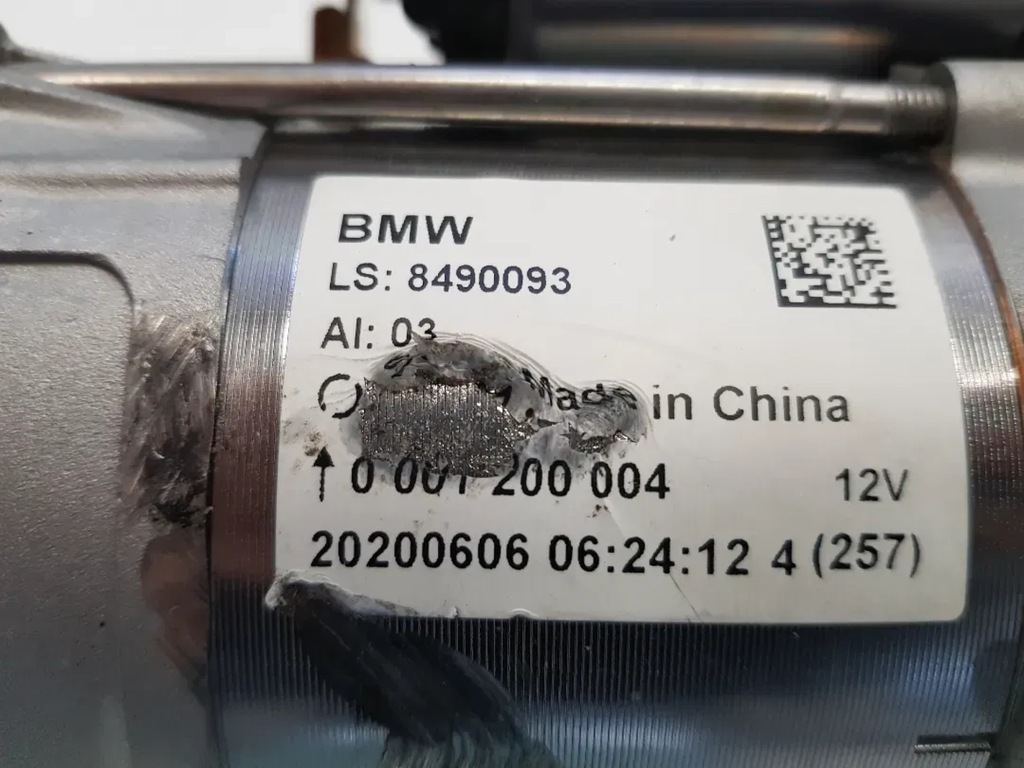 BMW
LS: 8490093
AI: 03
Made in China
↑ 0 001 200 004 12V
20200606 06:24:12 4 (257)